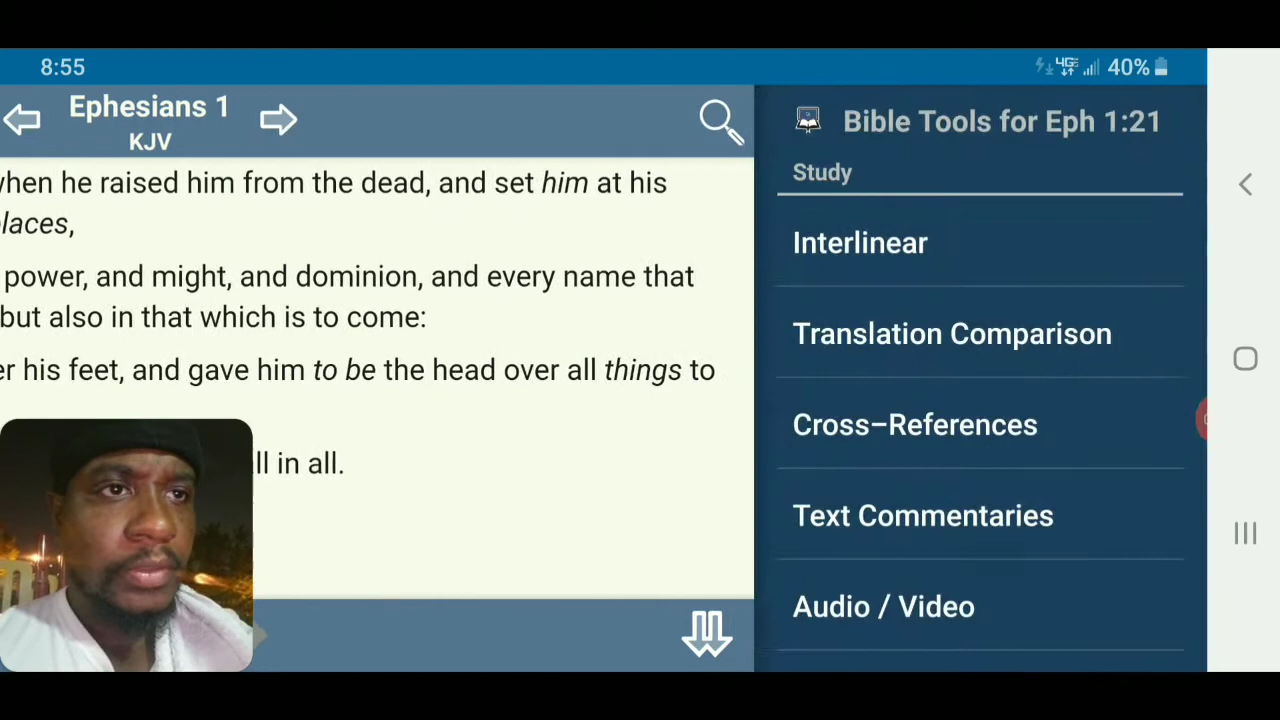 8:55
4G 40%
Ephesians 1
KJV
when he raised him from the dead, and set him at his
laces,
power, and might, and dominion, and every name that
but also in that which is to come:
er his feet, and gave him to be the head over all things to
ll in all.
Bible Tools for Eph 1:21
Study
Interlinear
Translation Comparison
Cross–References
Text Commentaries
Audio / Video